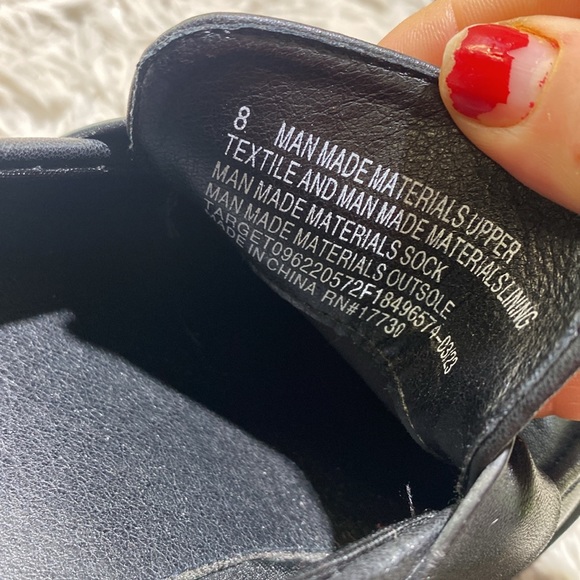 8 MAN MADE MATERIALS UPPER
TEXTILE AND MAN MADE MATERIALS LINING
MAN MADE MATERIALS SOCK
MAN MADE MATERIALS OUTSOLE
TARGET096220572F18496574-03/23
MADE IN CHINA RN#17730